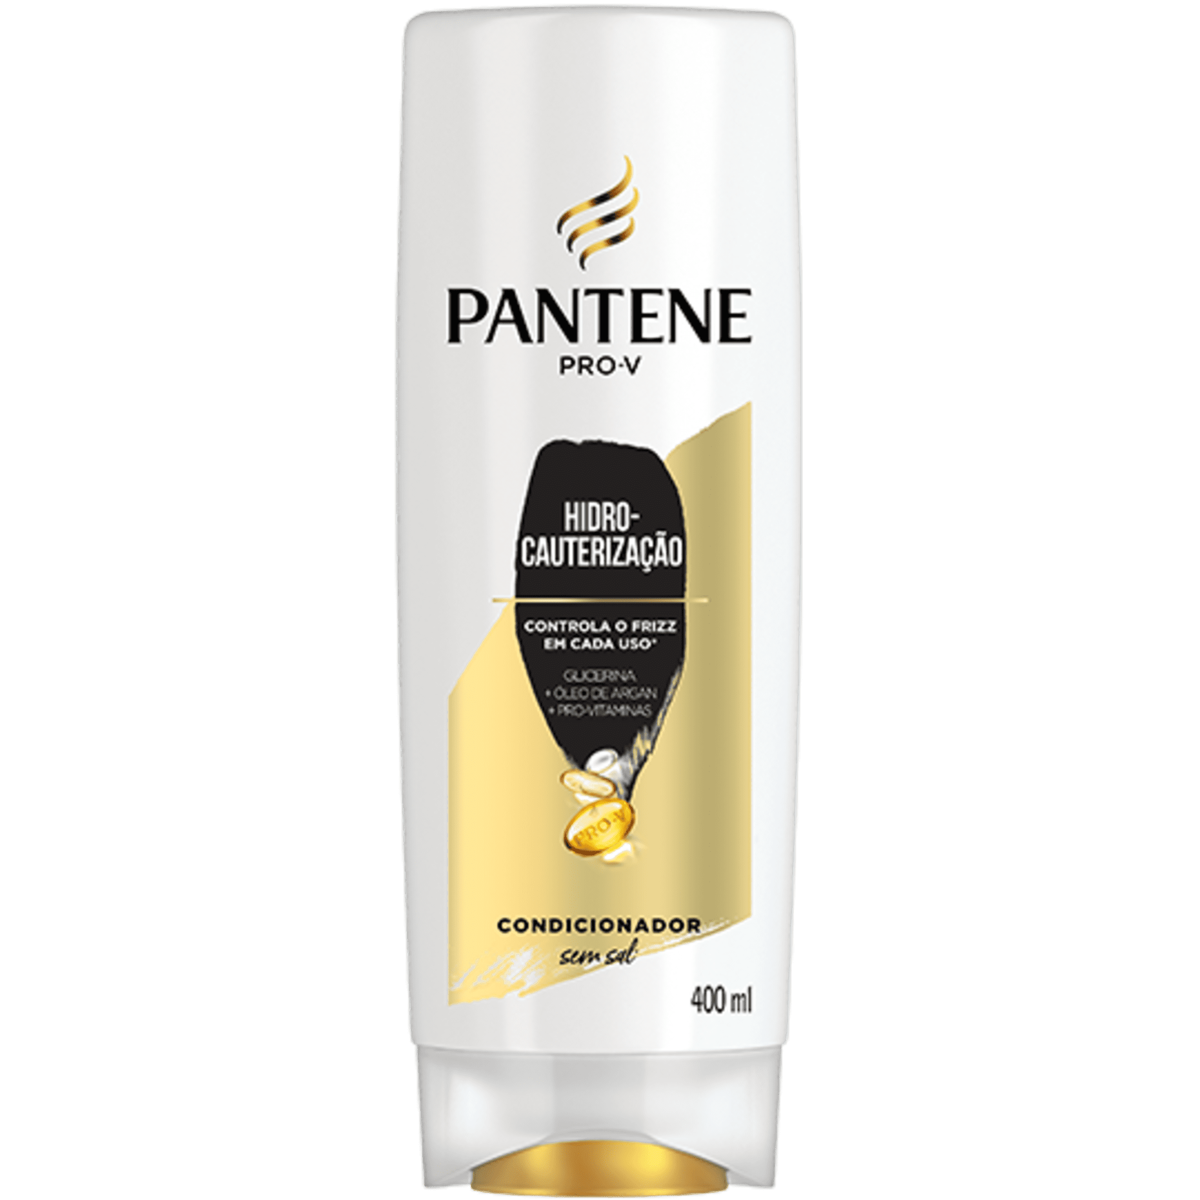 PANTENE
PRO-V
HIDRO-
CAUTERIZAÇÃO
CONTROLA O FRIZZ
EM CADA USO*
GLICERINA
+ ÓLEO DE ARGAN
+ PRO-VITAMINAS
PRO-V
CONDICIONADOR
sem sal
400 ml